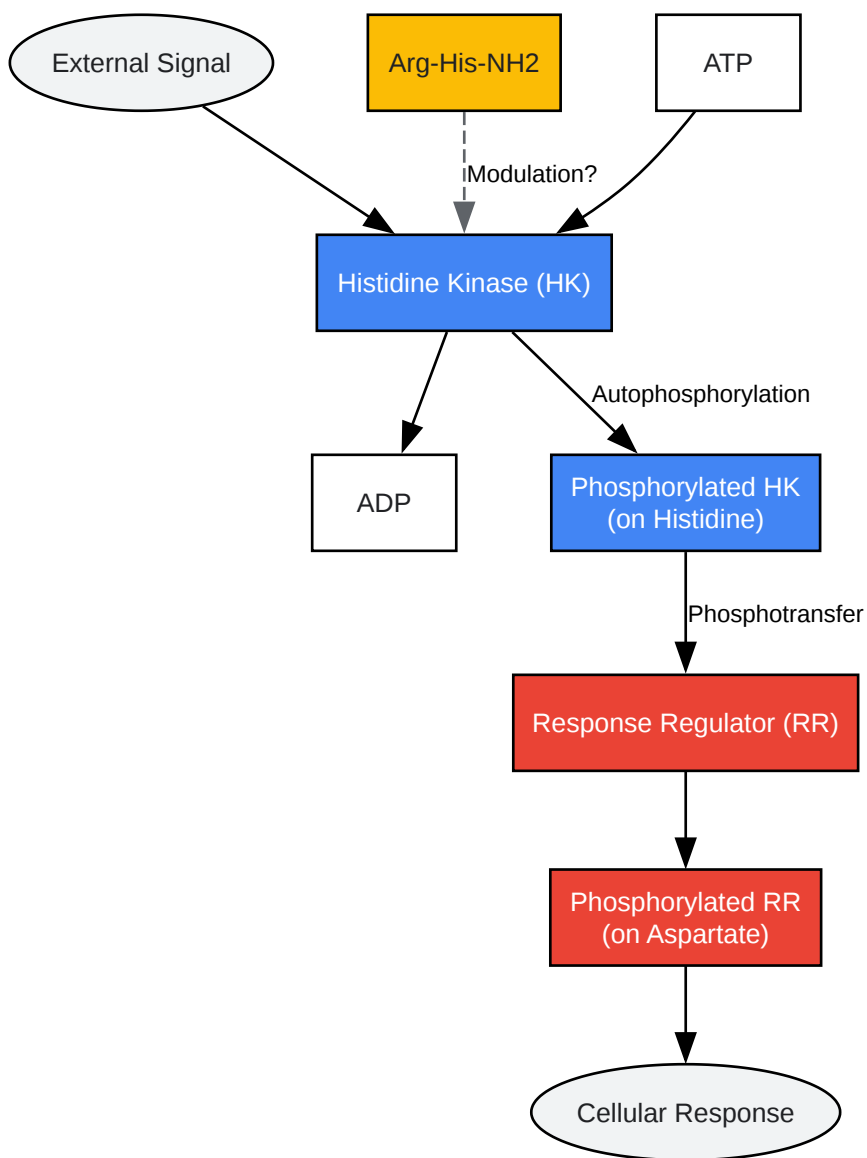 External Signal
Arg-His-NH2
ATP
Modulation?
Histidine Kinase (HK)
Autophosphorylation
ADP
Phosphorylated HK
(on Histidine)
Phosphotransfer
Response Regulator (RR)
Phosphorylated RR
(on Aspartate)
Cellular Response